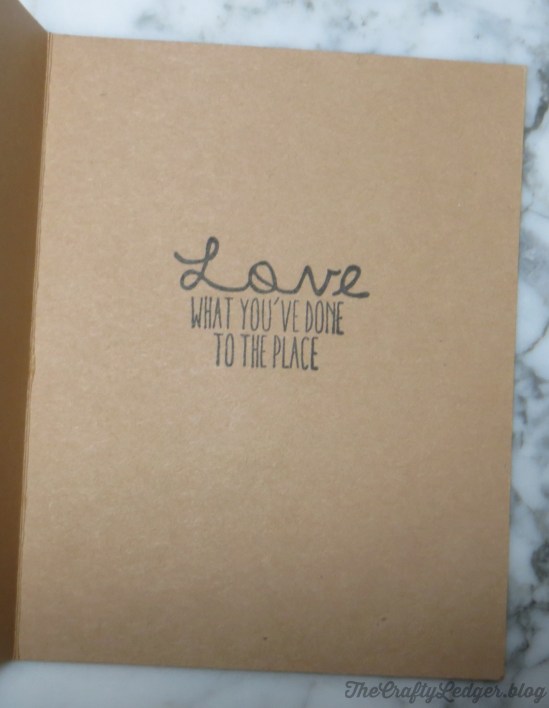 Love
WHAT YOU'VE DONE
TO THE PLACE
TheCraftyLedger.blog